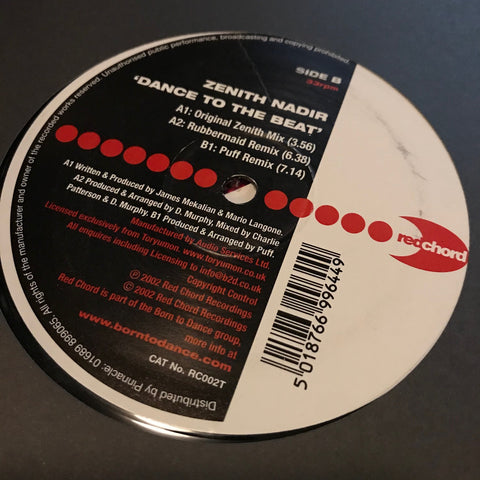 Unauthorised public performance, broadcasting and copying prohibited.
All rights of the manufacturer and owner of the recorded works reserved.
SIDE B
33rpm
ZENITH NADIR
'DANCE TO THE BEAT'
A1: Original Zenith Mix (3.56)
A2: Rubbermaid Remix (6.38)
B1: Puff Remix (7.14)
A1 Written & Produced by James Mekalian & Mario Langone,
A2 Produced & Arranged by D. Murphy, Mixed by Charlie
Patterson & D. Murphy, B1 Produced & Arranged by Puff.
Manufactured by Audio Services Ltd.
Licensed exclusively from Toryumon. www.toryumon.co.uk
All enquires including Licensing to info@b2d.co.uk
Copyright Control
℗ 2002 Red Chord Recordings
© 2002 Red Chord Recordings
Red Chord is part of the Born to Dance group,
more info at
www.borntodance.com
CAT No. RC002T
Distributed by Pinnacle: 01689 899065.
redchord
5 018766 996449